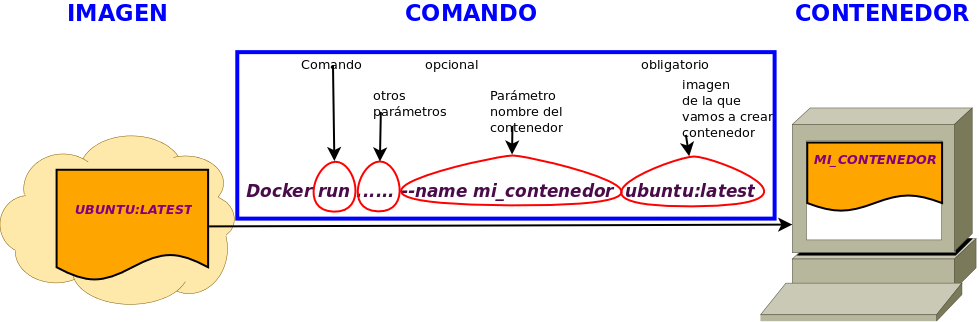 IMAGEN
COMANDO
CONTENEDOR
Comando
opcional
obligatorio
otros
parámetros
Parámetro
nombre del
contenedor
imagen
de la que
vamos a crear
contenedor
Docker run ...... --name mi_contenedor ubuntu:latest
UBUNTU:LATEST
MI_CONTENEDOR